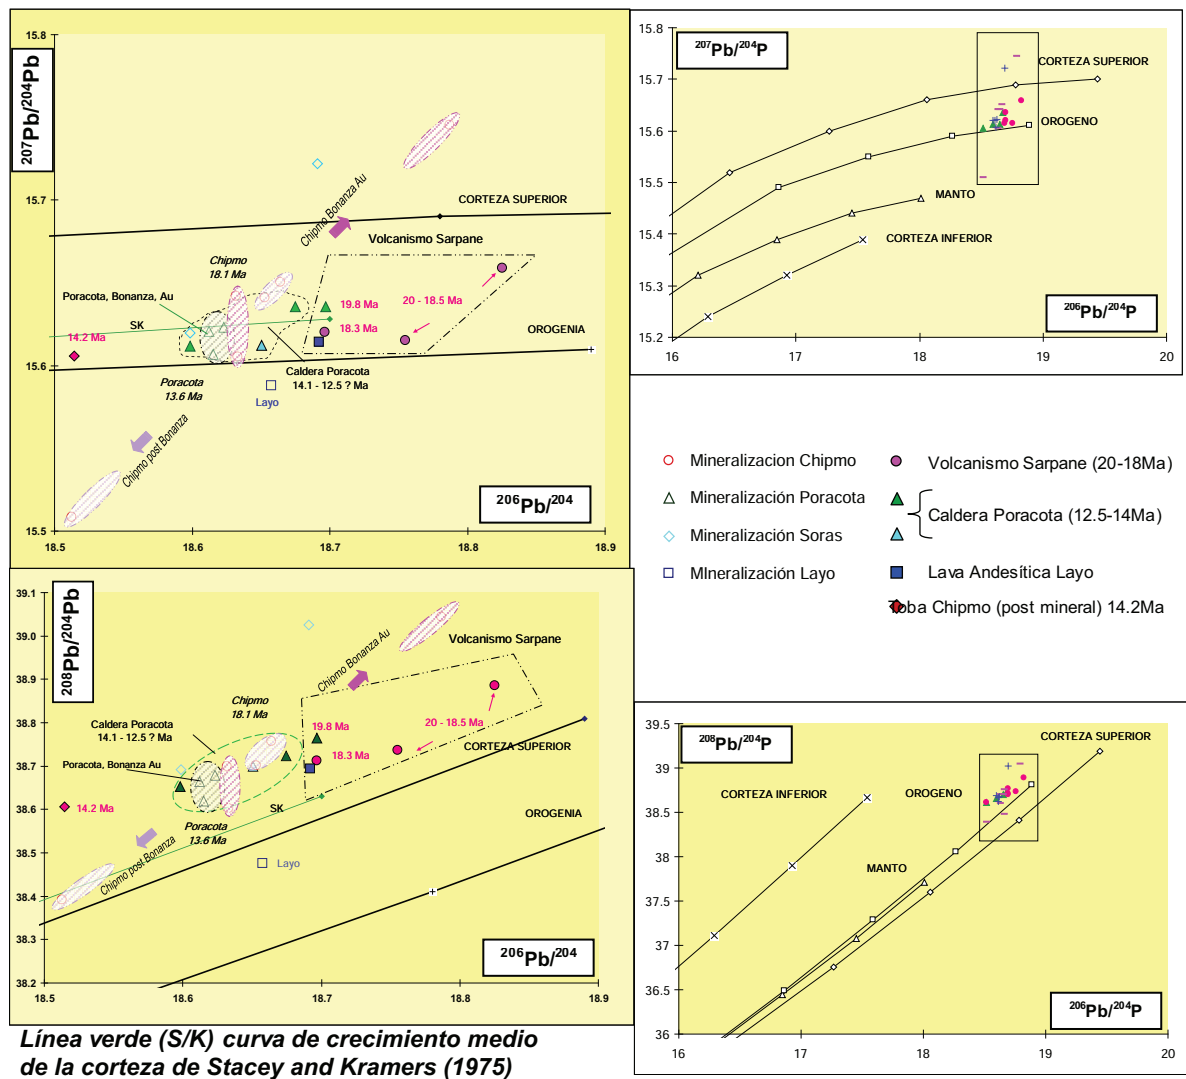 15.8
15.7
15.6
15.5
18.5
18.6
18.7
18.8
18.9
207Pb/204Pb
206Pb/204
Chipmo Bonanza Au
CORTEZA SUPERIOR
Volcanismo Sarpane
Chipmo
18.1 Ma
Poracota, Bonanza, Au
SK
14.2 Ma
19.8 Ma
18.3 Ma
20 - 18.5 Ma
OROGENIA
Caldera Poracota
14.1 - 12.5 ? Ma
Poracota
13.6 Ma
Layo
Chipmo post Bonanza
15.8
15.7
15.6
15.5
15.4
15.3
15.2
16
17
18
19
20
207Pb/204P
CORTEZA SUPERIOR
OROGENO
MANTO
CORTEZA INFERIOR
206Pb/204P
Mineralizacion Chipmo
Mineralización Poracota
Mineralización Soras
MIneralización Layo
Volcanismo Sarpane (20-18Ma)
Caldera Poracota (12.5-14Ma)
Lava Andesítica Layo
Toba Chipmo (post mineral) 14.2Ma
39.1
39.0
38.9
38.8
38.7
38.6
38.5
38.4
38.3
38.2
18.5
18.6
18.7
18.8
18.9
208Pb/204Pb
206Pb/204
Chipmo Bonanza Au
Volcanismo Sarpane
Chipmo
18.1 Ma
Caldera Poracota
14.1 - 12.5 ? Ma
Poracota, Bonanza Au
19.8 Ma
18.3 Ma
20 - 18.5 Ma
CORTEZA SUPERIOR
14.2 Ma
SK
OROGENIA
Poracota
13.6 Ma
Layo
Chipmo post Bonanza
39.5
39
38.5
38
37.5
37
36.5
36
16
17
18
19
20
208Pb/204P
CORTEZA SUPERIOR
CORTEZA INFERIOR
OROGENO
MANTO
206Pb/204P
Línea verde (S/K) curva de crecimiento medio
de la corteza de Stacey and Kramers (1975)